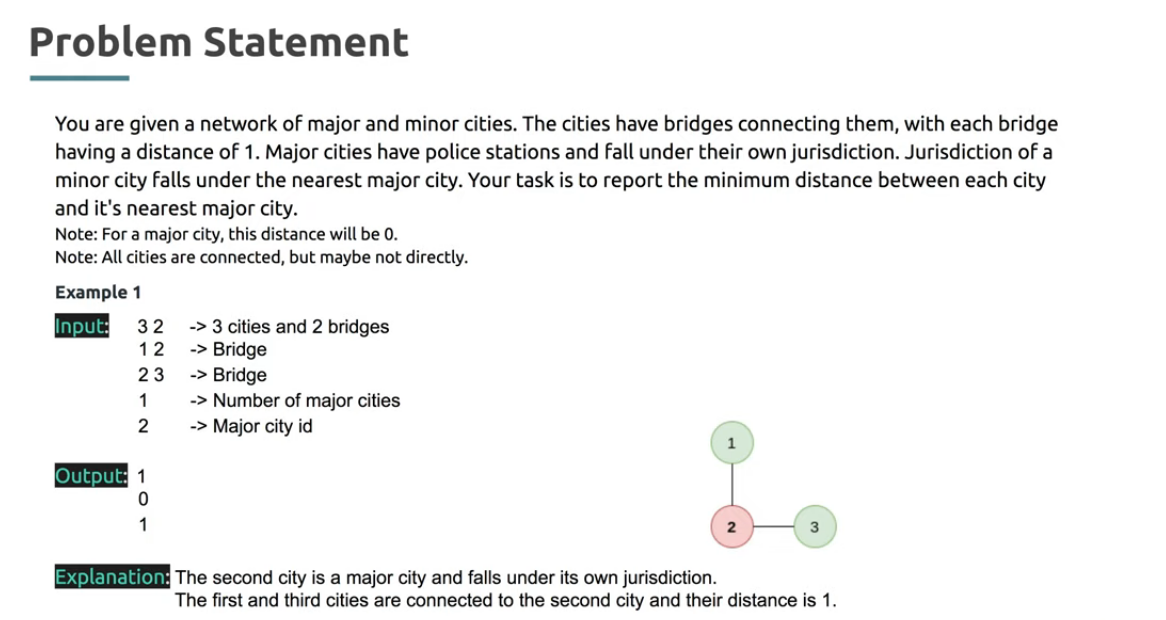 Problem Statement
You are given a network of major and minor cities. The cities have bridges connecting them, with each bridge
having a distance of 1. Major cities have police stations and fall under their own jurisdiction. Jurisdiction of a
minor city falls under the nearest major city. Your task is to report the minimum distance between each city
and it's nearest major city.
Note: For a major city, this distance will be 0.
Note: All cities are connected, but maybe not directly.
Example 1
Input: 3 2 -> 3 cities and 2 bridges
1 2 -> Bridge
2 3 -> Bridge
1 -> Number of major cities
2 -> Major city id
1
Output: 1
0
2 3
1
Explanation: The second city is a major city and falls under its own jurisdiction.
The first and third cities are connected to the second city and their distance is 1.